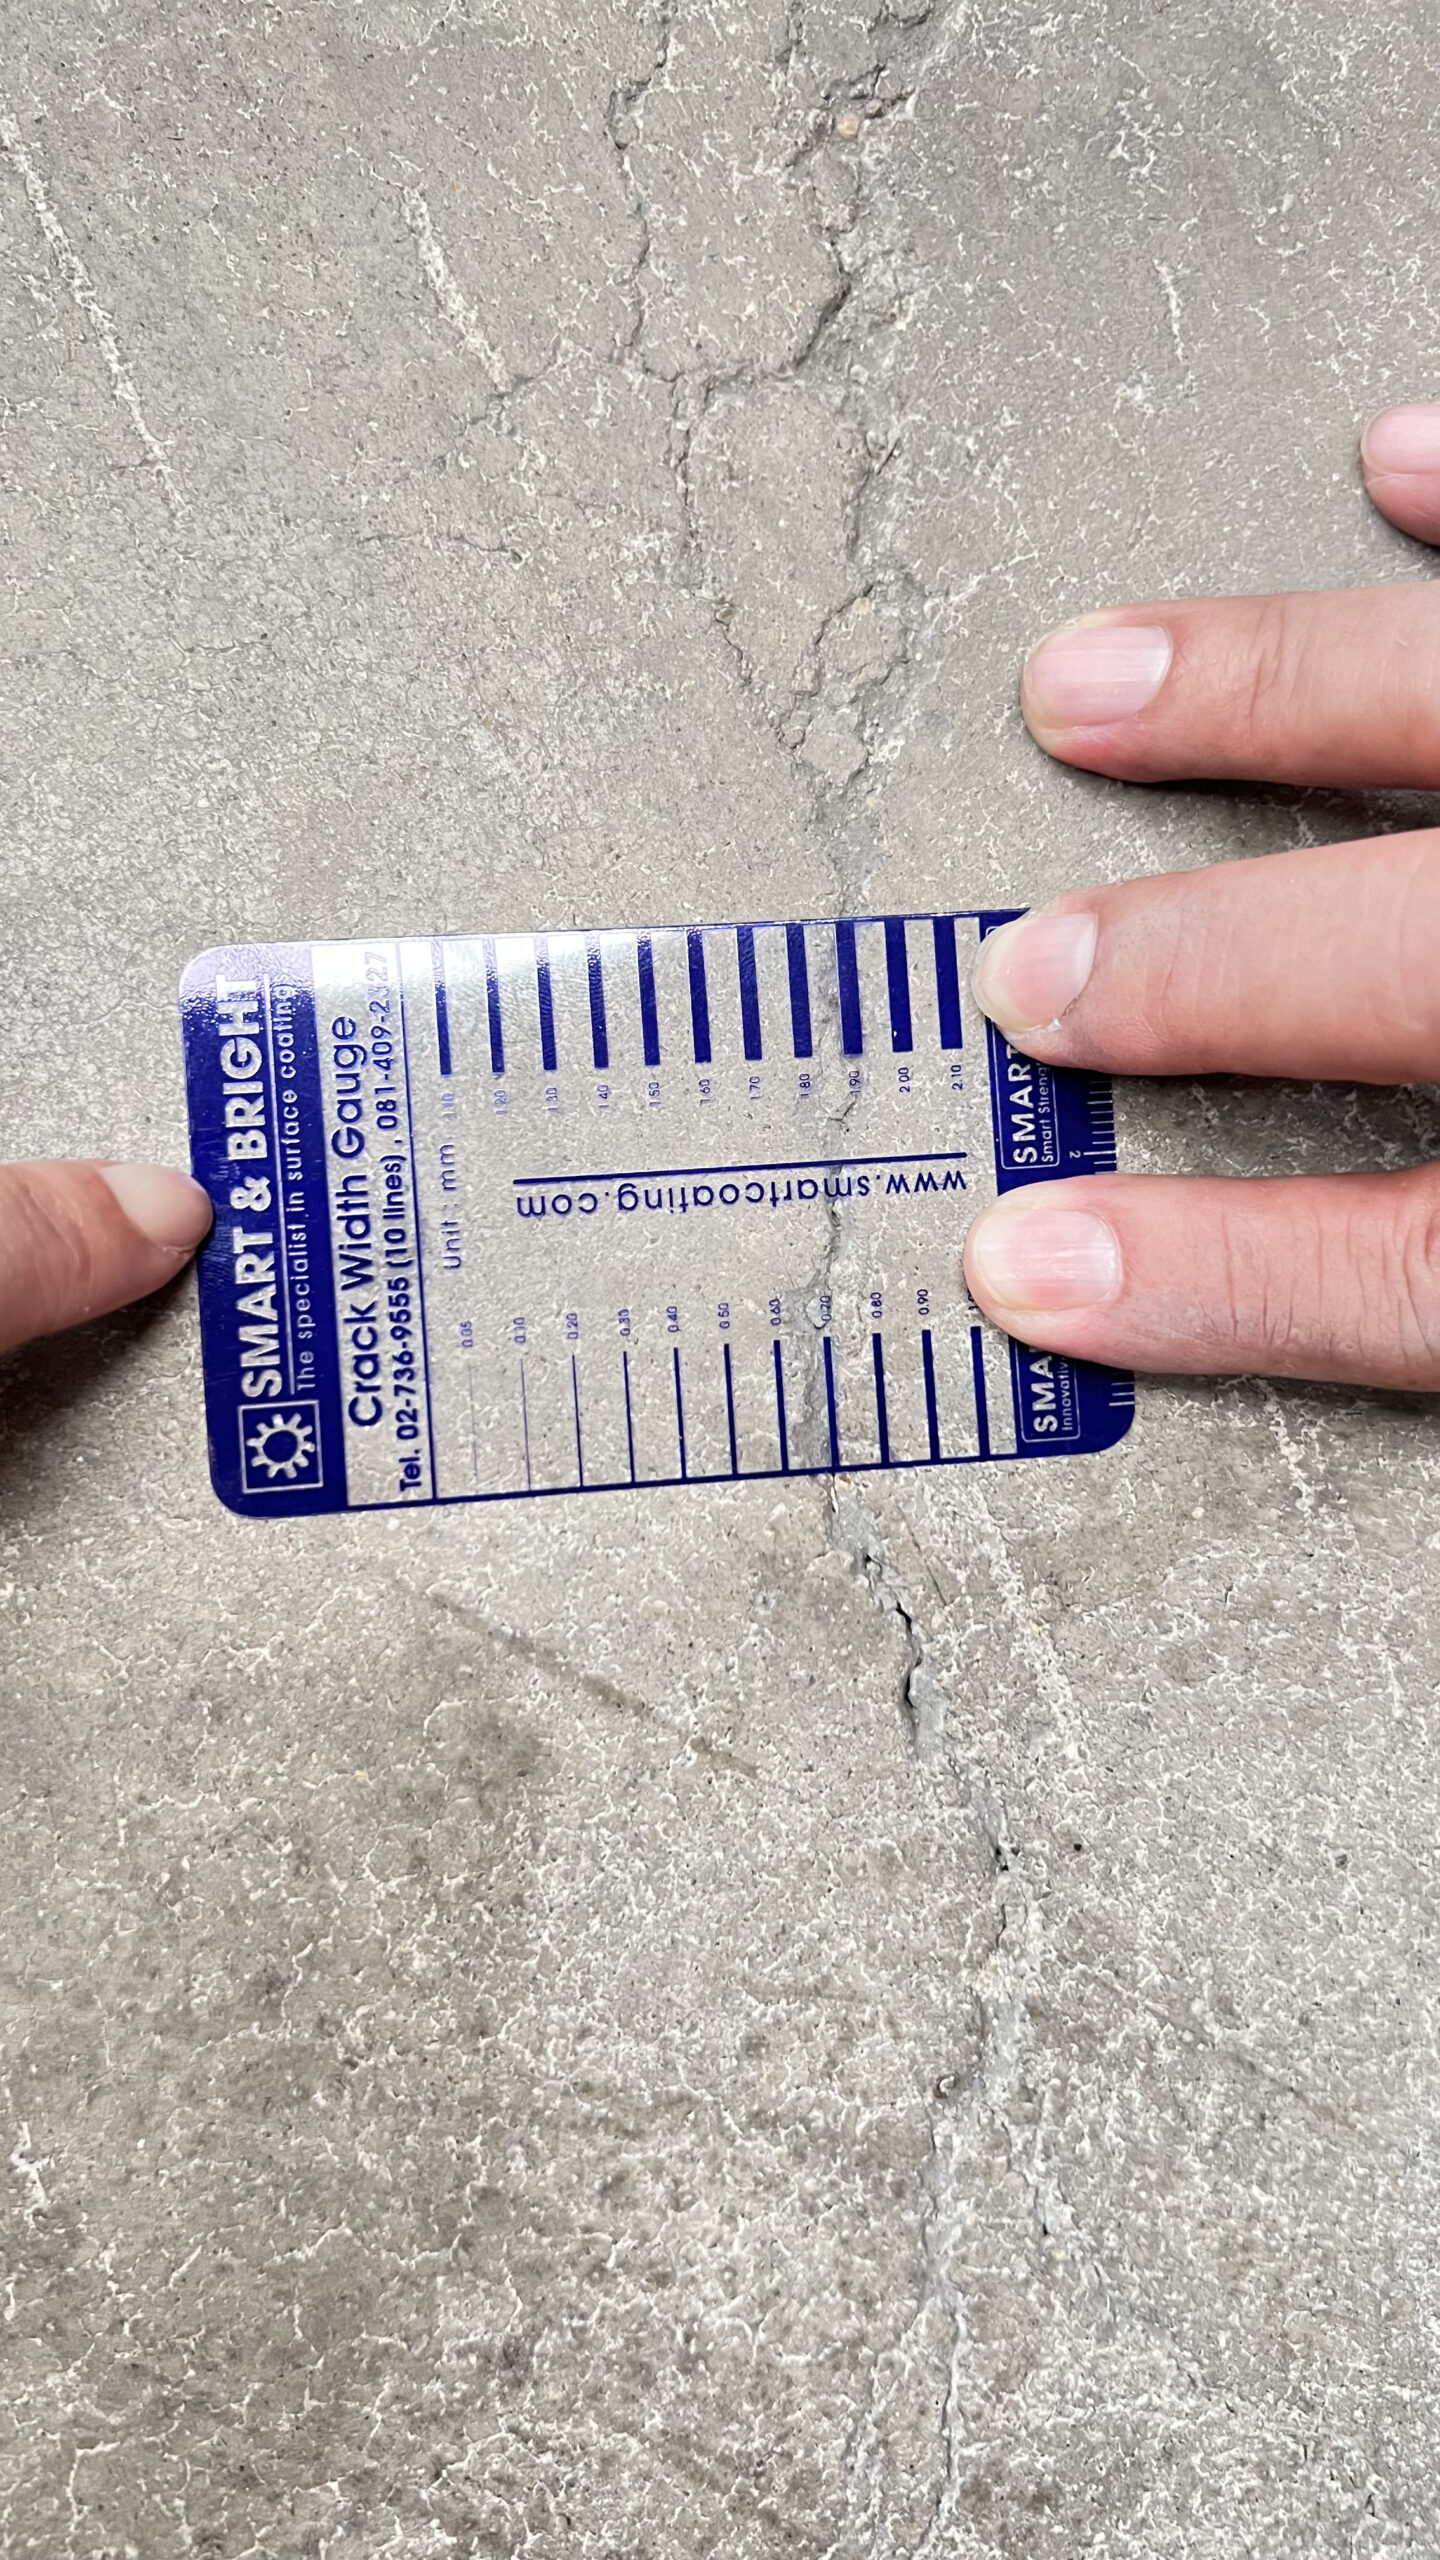 SMART & BRIGHT
The specialist in surface coating
Crack Width Gauge
Tel. 02-736-9555 (10 lines) , 081-409-2327
Unit : mm
0.05
0.10
0.20
0.30
0.40
0.50
0.60
0.70
0.80
0.90
1.10
1.20
1.30
1.40
1.50
1.60
1.70
1.80
1.90
2.00
2.10
www.smartcoating.com
SMART
Smart
2